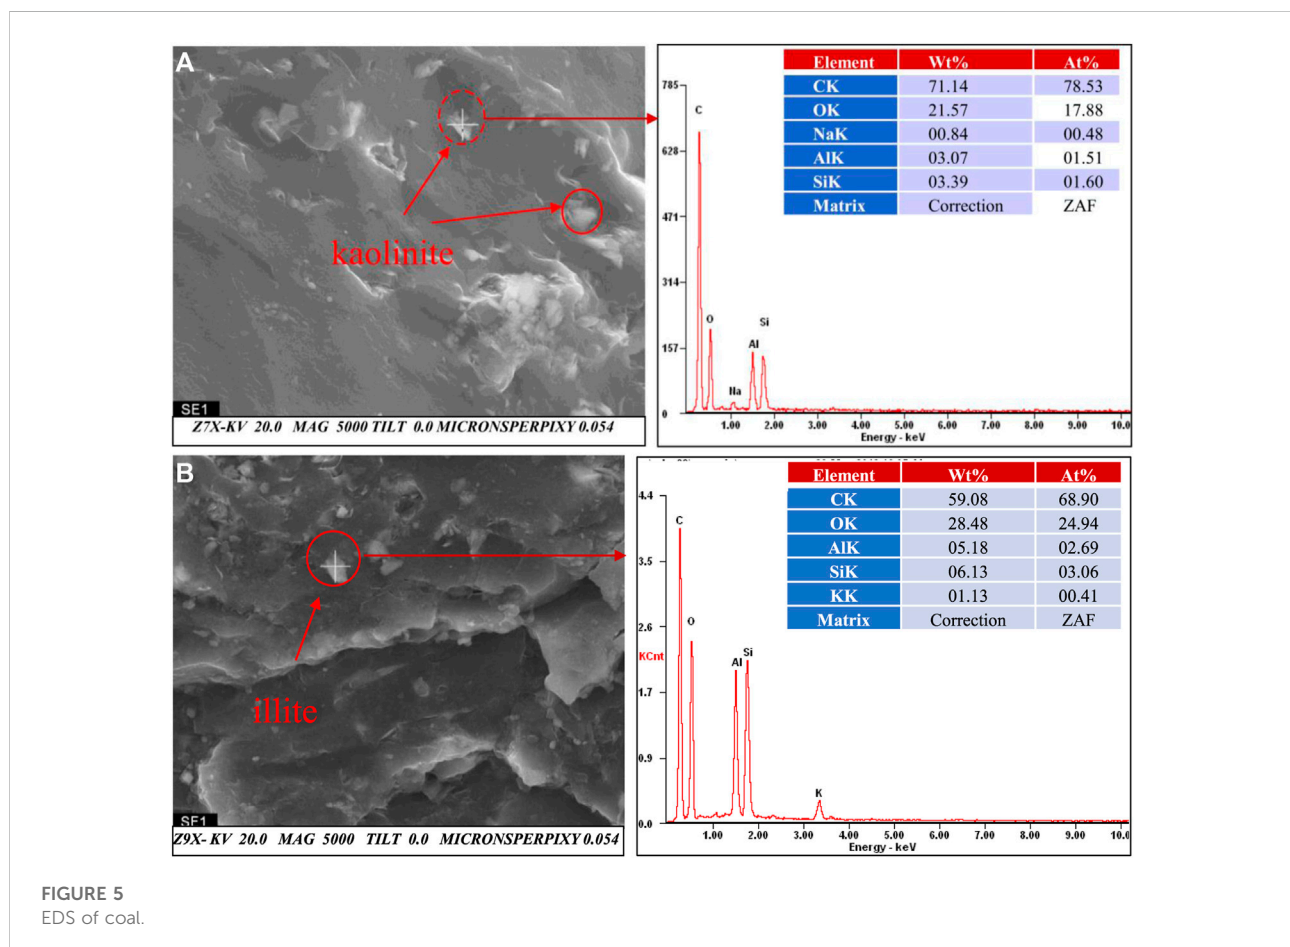 A
kaolinite
SE1
Z7X-KV 20.0 MAG 5000 TILT 0.0 MICRONSPERPIXY 0.054
Element Wt% At%
CK 71.14 78.53
OK 21.57 17.88
NaK 00.84 00.48
AlK 03.07 01.51
SiK 03.39 01.60
Matrix Correction ZAF
785
628
471
314
157
0
C
O
Na
Al
Si
1.00 2.00 3.00 4.00 5.00 6.00 7.00 8.00 9.00 10.0
Energy - keV
B
illite
SE1
Z9X- KV 20.0 MAG 5000 TILT 0.0 MICRONSPERPIXY 0.054
Element Wt% At%
CK 59.08 68.90
OK 28.48 24.94
AlK 05.18 02.69
SiK 06.13 03.06
KK 01.13 00.41
Matrix Correction ZAF
4.4
3.5
2.6
KCnt
1.7
0.9
0.0
C
O
Al
Si
K
1.00 2.00 3.00 4.00 5.00 6.00 7.00 8.00 9.00 10.0
Energy - keV
FIGURE 5
EDS of coal.